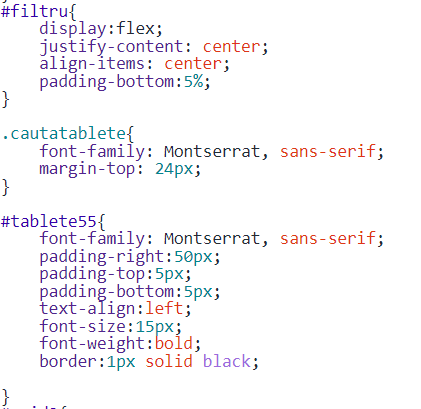 #filtru{
    display:flex;
    justify-content: center;
    align-items: center;
    padding-bottom:5%;
}

.cautatablete{
    font-family: Montserrat, sans-serif;
    margin-top: 24px;
}

#tablete55{
    font-family: Montserrat, sans-serif;
    padding-right:50px;
    padding-top:5px;
    padding-bottom:5px;
    text-align:left;
    font-size:15px;
    font-weight:bold;
    border:1px solid black;

}